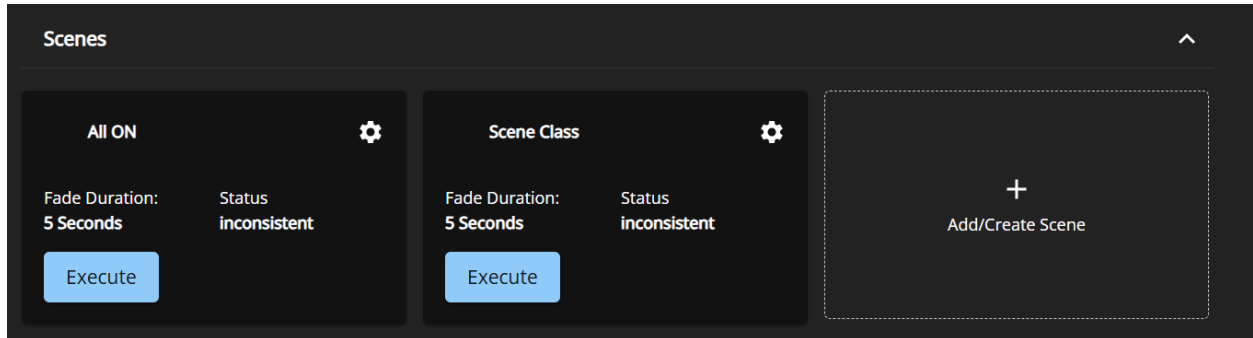 Scenes
All ON
Fade Duration:
5 Seconds
Status
inconsistent
Execute
Scene Class
Fade Duration:
5 Seconds
Status
inconsistent
Execute
Add/Create Scene